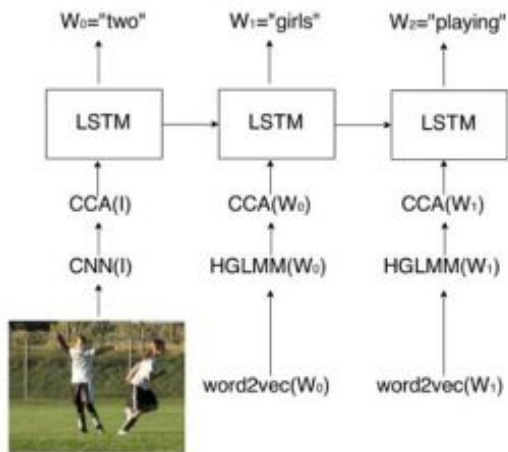 W₀="two" W₁="girls" W₂="playing"
LSTM LSTM LSTM
CCA(I) CCA(W₀) CCA(W₁)
CNN(I) HGLMM(W₀) HGLMM(W₁)
word2vec(W₀) word2vec(W₁)